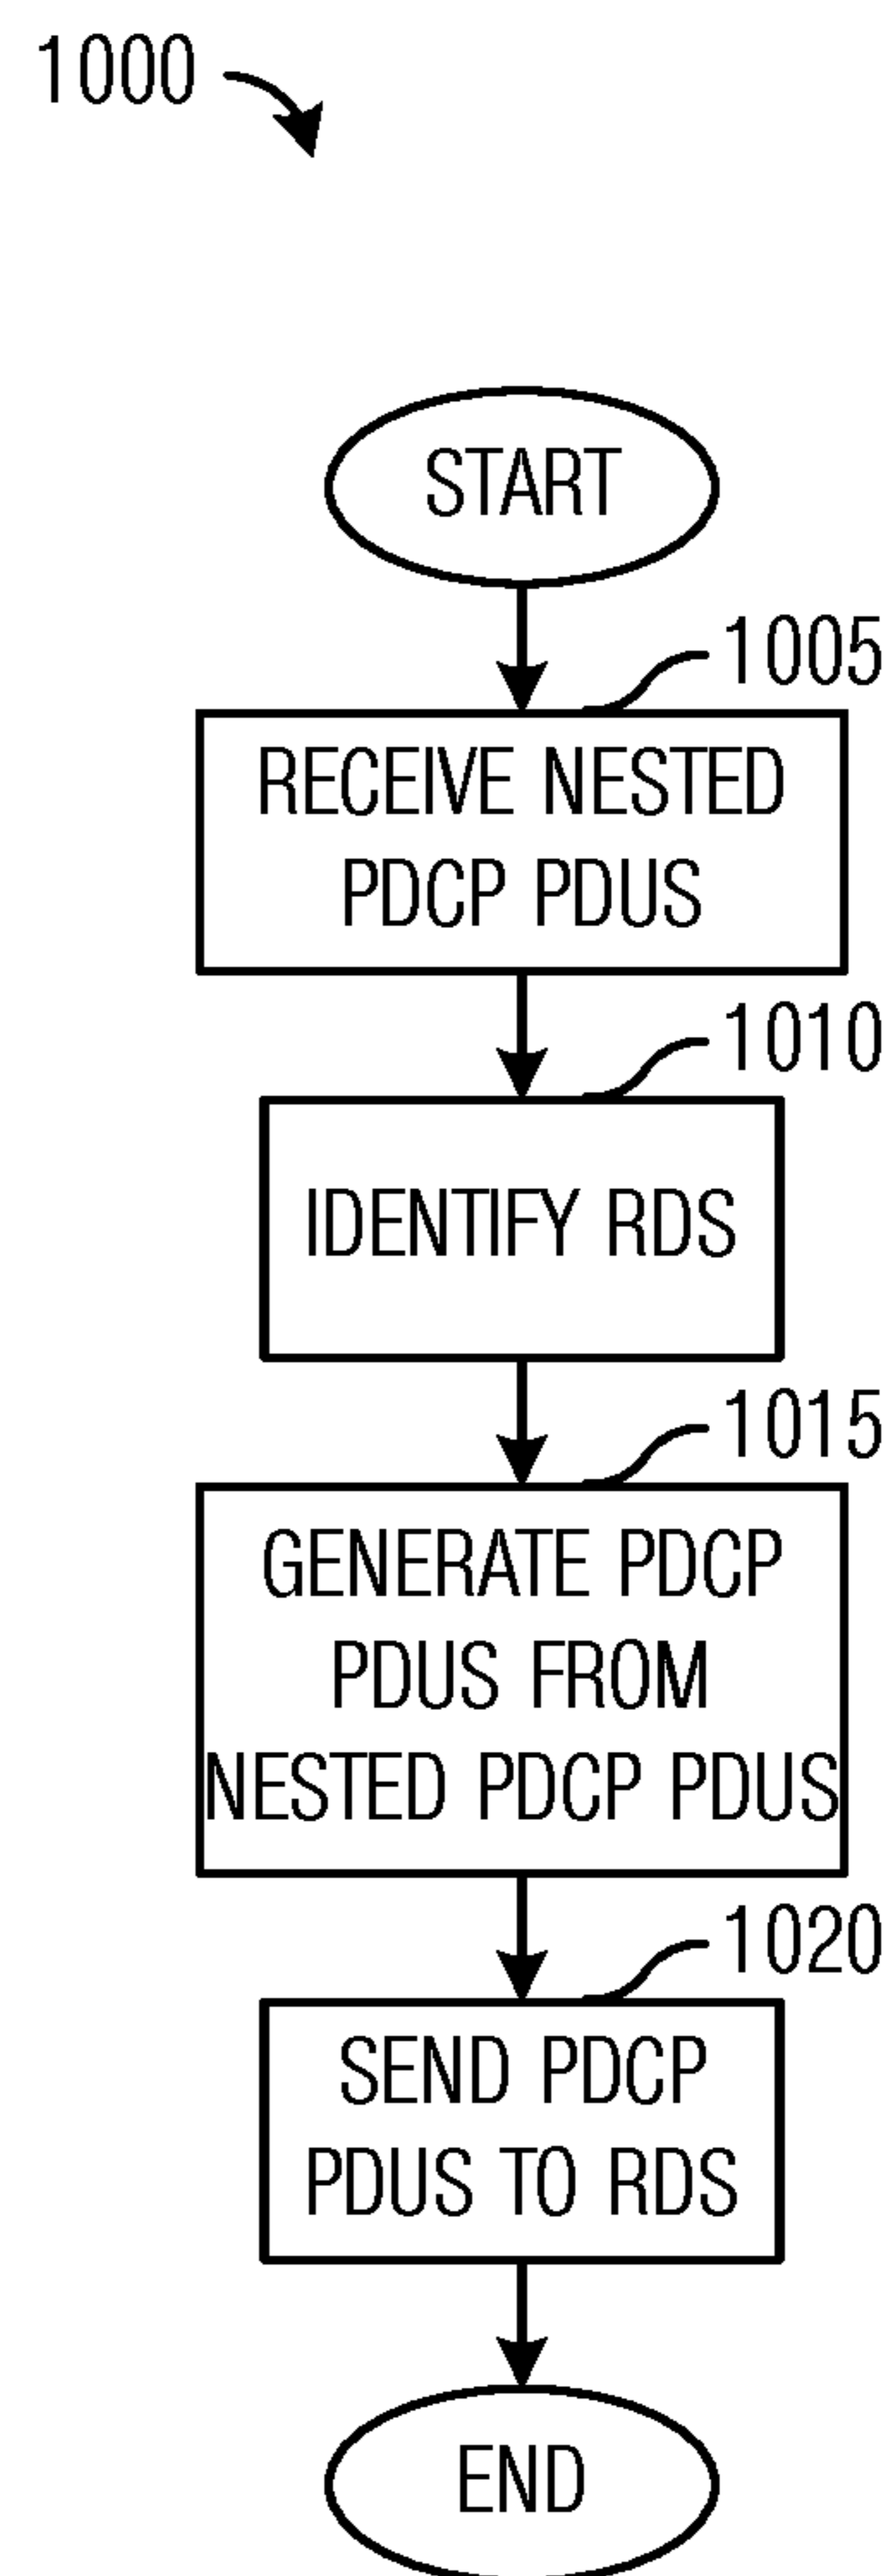 1000
START
1005
RECEIVE NESTED
PDCP PDUS
1010
IDENTIFY RDS
1015
GENERATE PDCP
PDUS FROM
NESTED PDCP PDUS
1020
SEND PDCP
PDUS TO RDS
END